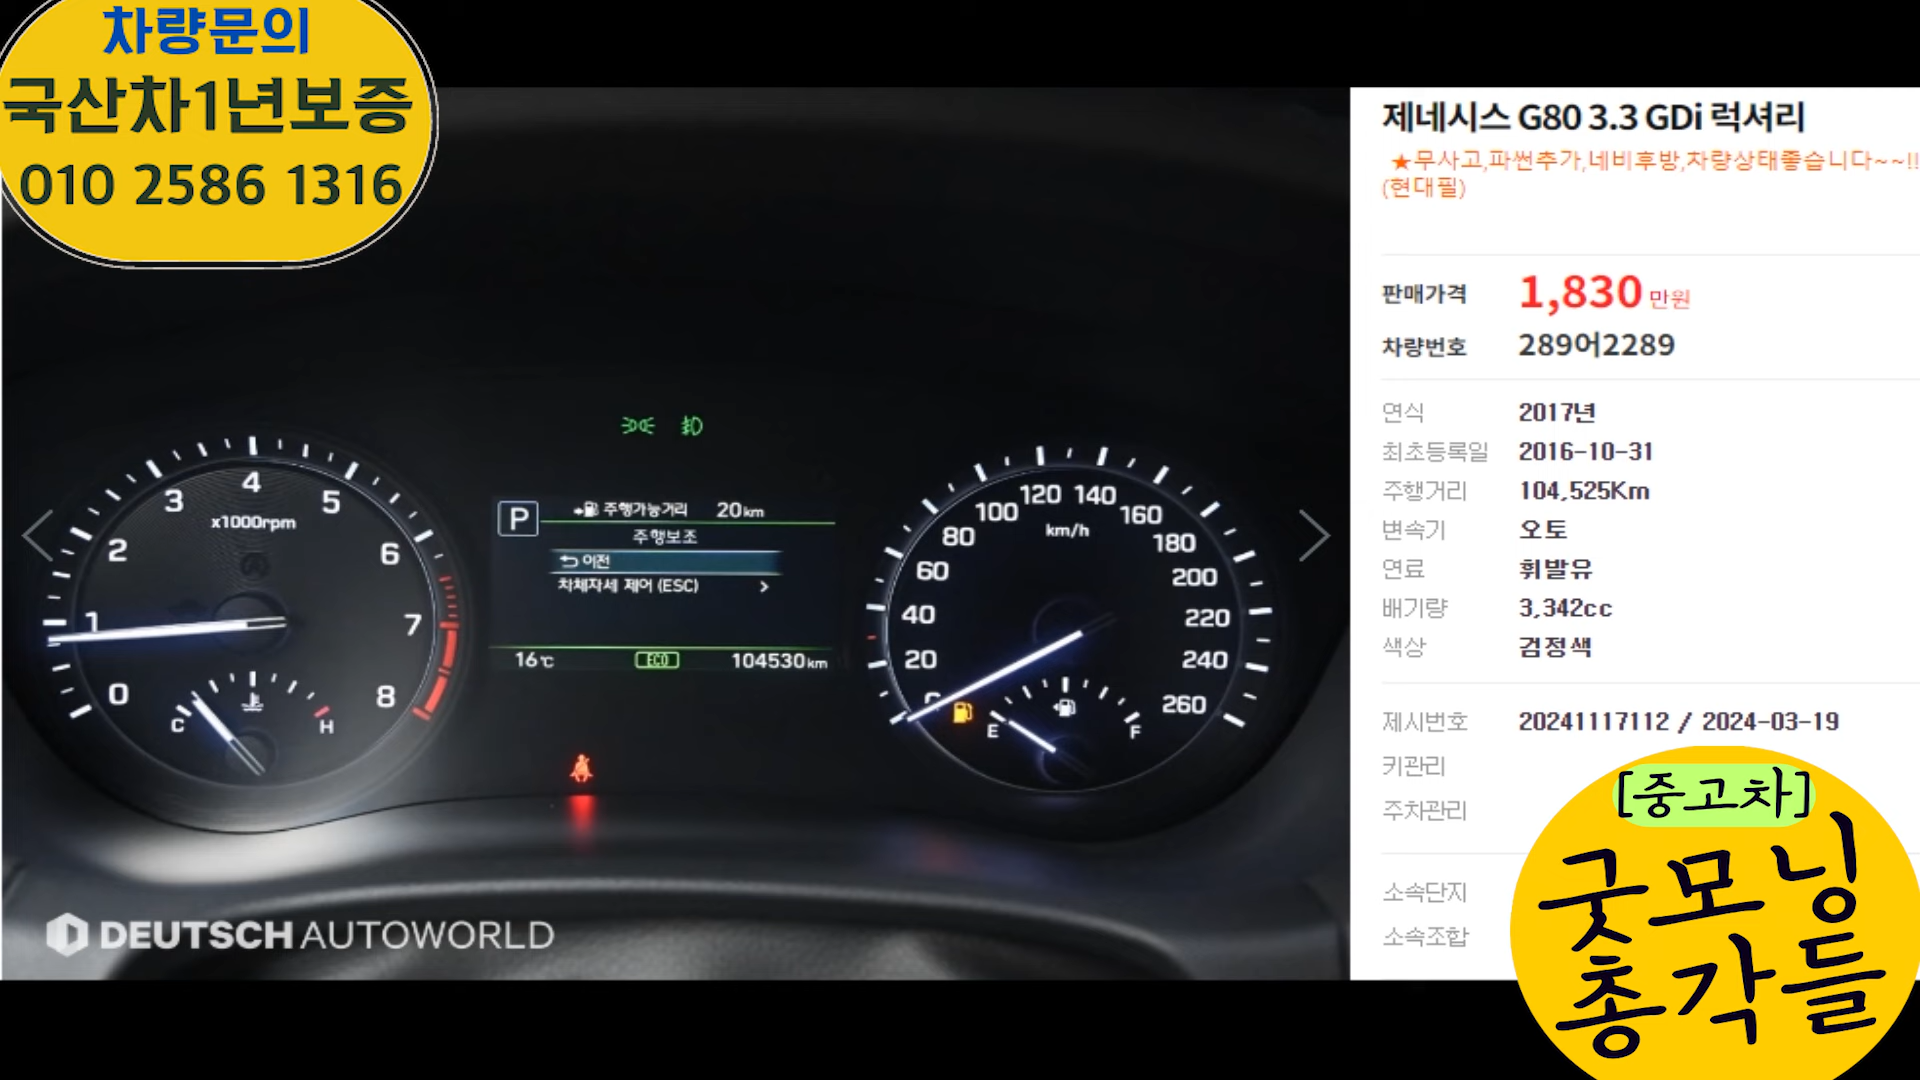 차량문의
국산차1년보증
010 2586 1316
제네시스 G80 3.3 GDi 럭셔리
★무사고,파썬추가,네비후방,차량상태좋습니다~~!!
(현대필)
판매가격 1,830 만원
차량번호 289어2289
연식 2017년
최초등록일 2016-10-31
주행거리 104,525Km
변속기 오토
연료 휘발유
배기량 3,342cc
색상 검정색
제시번호 20241117112 / 2024-03-19
키관리
주차관리
소속단지
소속조합
[중고차]
굿모닝
총각들
0 1 2 3 4 5 6 7 8
x1000rpm
C H
P
주행가능거리 20km
주행보조
이전
차체자세 제어 (ESC) >
16℃ ECO 104530km
0 20 40 60 80 100 120 140 160 180 200 220 240 260
km/h
E F
DEUTSCH AUTOWORLD